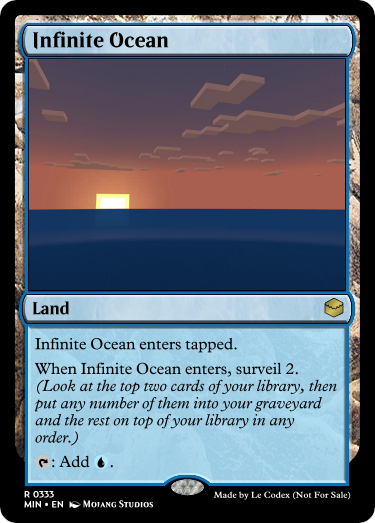 Infinite Ocean
Land
Infinite Ocean enters tapped.
When Infinite Ocean enters, surveil 2.
(Look at the top two cards of your library, then
put any number of them into your graveyard
and the rest on top of your library in any
order.)
: Add .
R 0333
MIN • EN Mojang Studios
Made by Le Codex (Not For Sale)